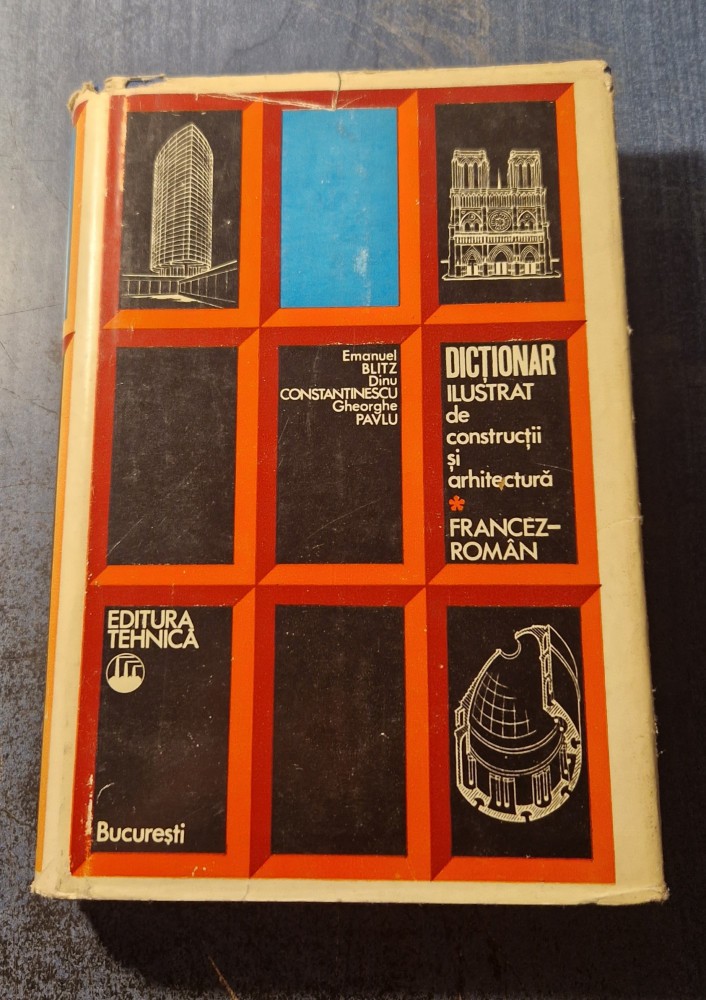 Emanuel
BLITZ
Dinu
CONSTANTINESCU
Gheorghe
PAVLU
DICȚIONAR
ILUSTRAT
de
construcții
și
arhitectură
*
FRANCEZ–
ROMÂN
EDITURA
TEHNICĂ
București